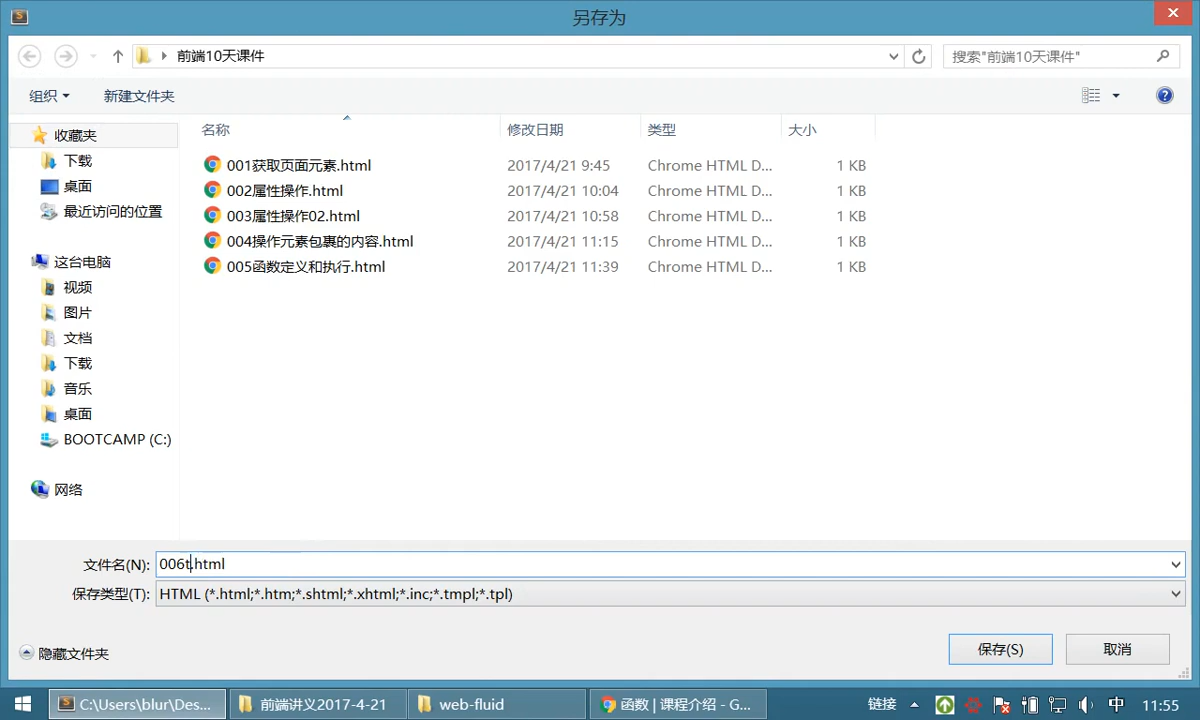 另存为
前端10天课件
搜索"前端10天课件"
组织
新建文件夹
收藏夹
下载
桌面
最近访问的位置
这台电脑
视频
图片
文档
下载
音乐
桌面
BOOTCAMP (C:)
网络
名称 修改日期 类型 大小
001获取页面元素.html 2017/4/21 9:45 Chrome HTML D... 1 KB
002属性操作.html 2017/4/21 10:04 Chrome HTML D... 1 KB
003属性操作02.html 2017/4/21 10:58 Chrome HTML D... 1 KB
004操作元素包裹的内容.html 2017/4/21 11:15 Chrome HTML D... 1 KB
005函数定义和执行.html 2017/4/21 11:39 Chrome HTML D... 1 KB
文件名(N): 006t.html
保存类型(T): HTML (*.html;*.htm;*.shtml;*.xhtml;*.inc;*.tmpl;*.tpl)
隐藏文件夹
保存(S)
取消
C:\Users\blur\Des...
前端讲义2017-4-21
web-fluid
函数 | 课程介绍 - G...
链接
中
11:55